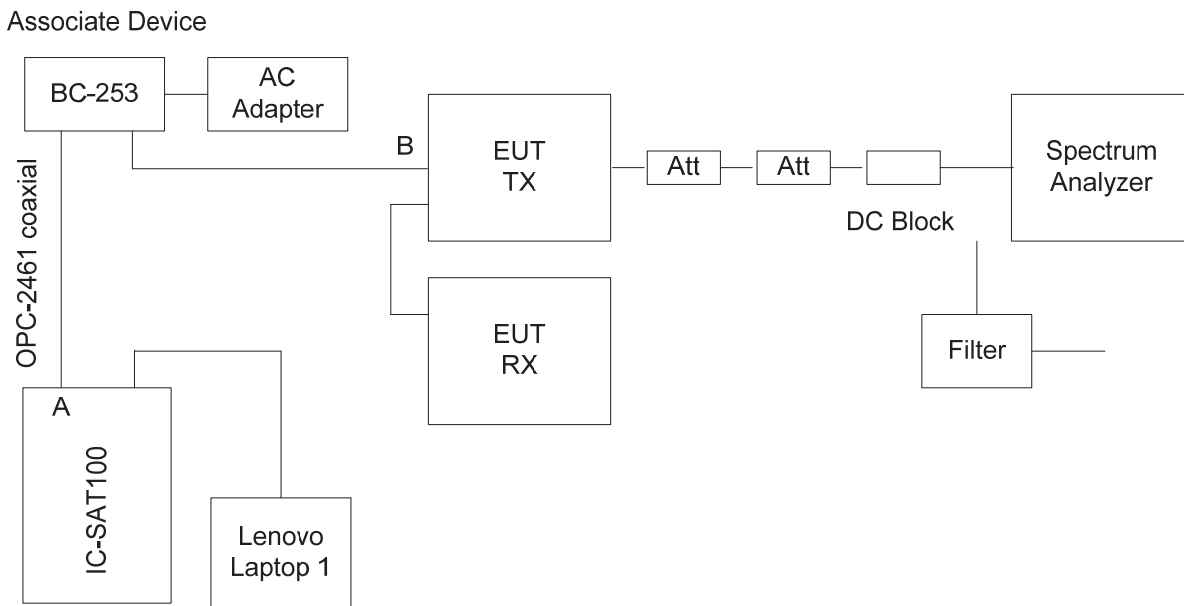 Associate Device
BC-253
AC
Adapter
B
EUT
TX
Att
Att
DC Block
Spectrum
Analyzer
OPC-2461 coaxial
EUT
RX
Filter
A
IC-SAT100
Lenovo
Laptop 1